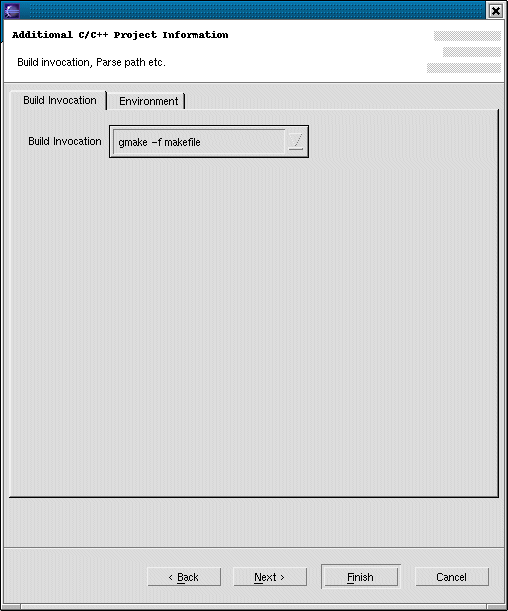 Additional C/C++ Project Information
Build invocation, Parse path etc.
Build Invocation Environment
Build Invocation gmake -f makefile
< Back Next > Finish Cancel